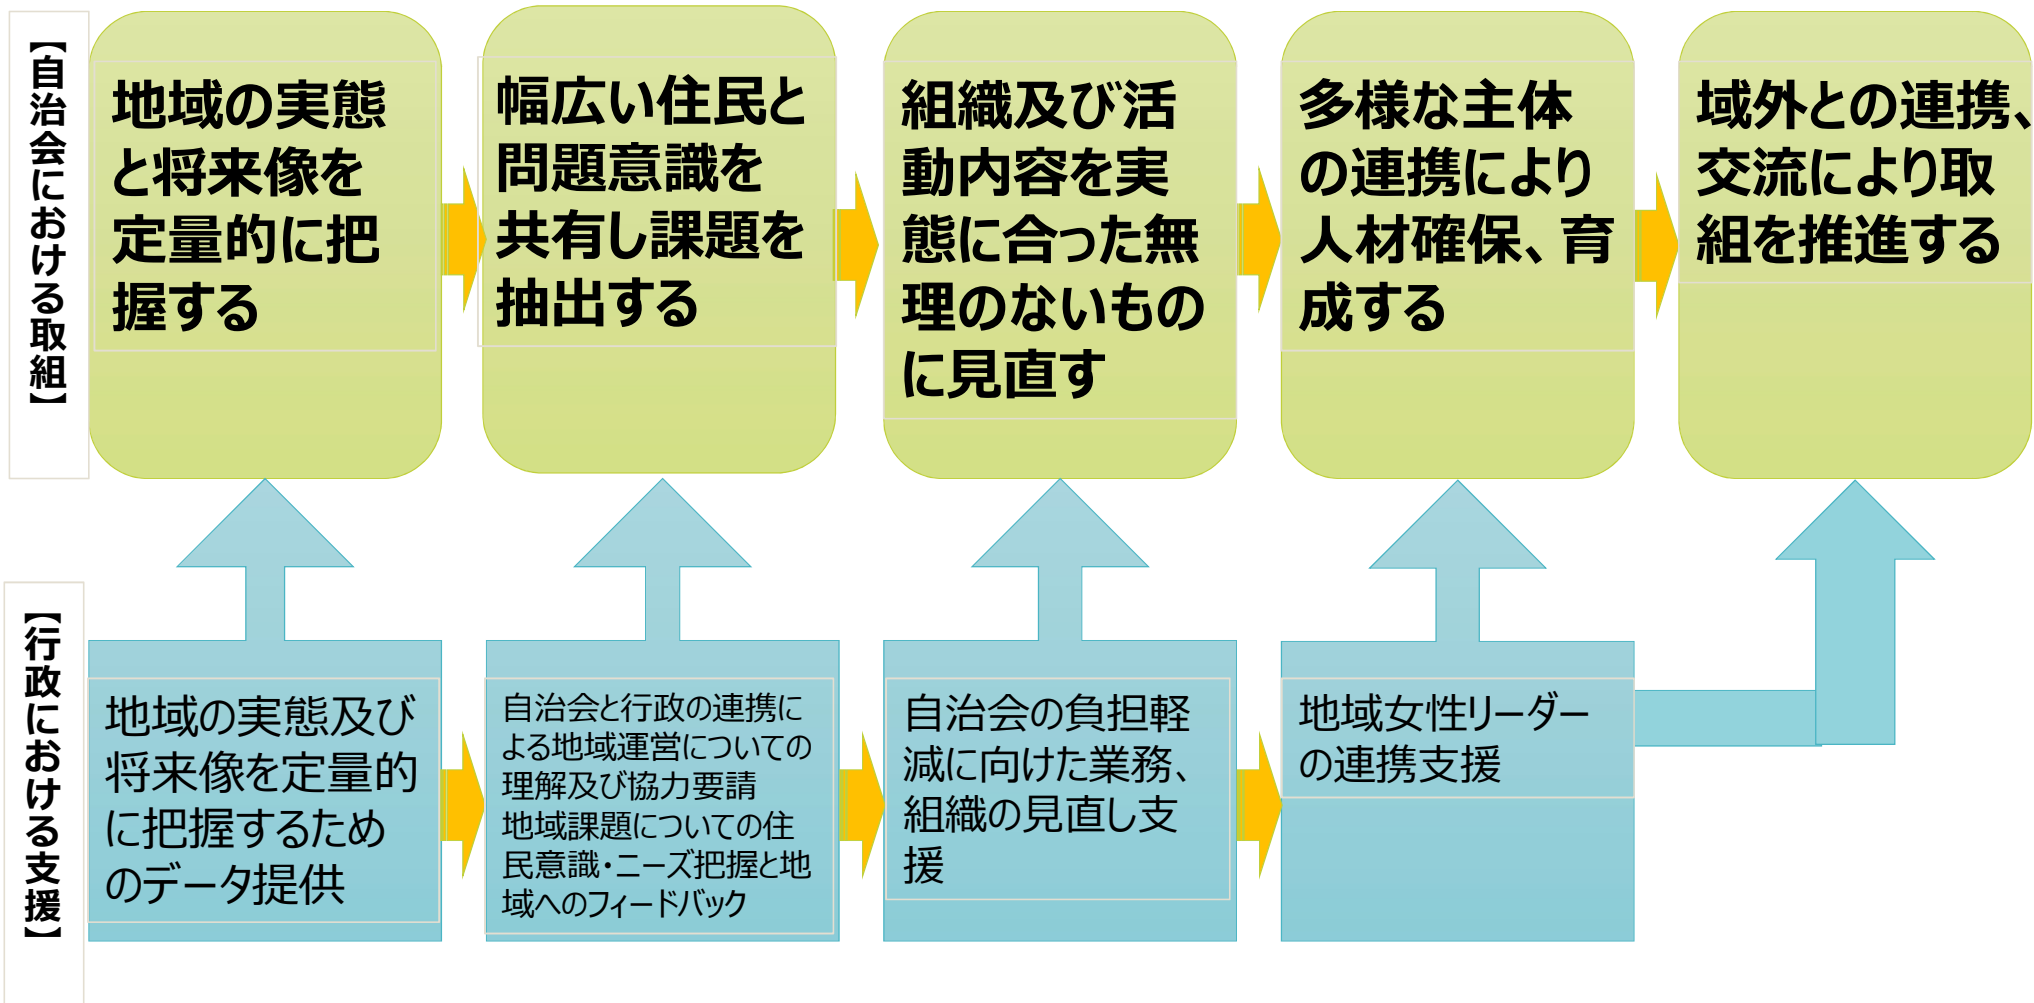 【自治会における取組】
地域の実態
と将来像を
定量的に把
握する
幅広い住民と
問題意識を
共有し課題を
抽出する
組織及び活
動内容を実
態に合った無
理のないもの
に見直す
多様な主体
の連携により
人材確保、育
成する
域外との連携、
交流により取
組を推進する
【行政における支援】
地域の実態及び
将来像を定量的
に把握するため
のデータ提供
自治会と行政の連携に
よる地域運営についての
理解及び協力要請
地域課題についての住
民意識・ニーズ把握と地
域へのフィードバック
自治会の負担軽
減に向けた業務、
組織の見直し支
援
地域女性リーダー
の連携支援